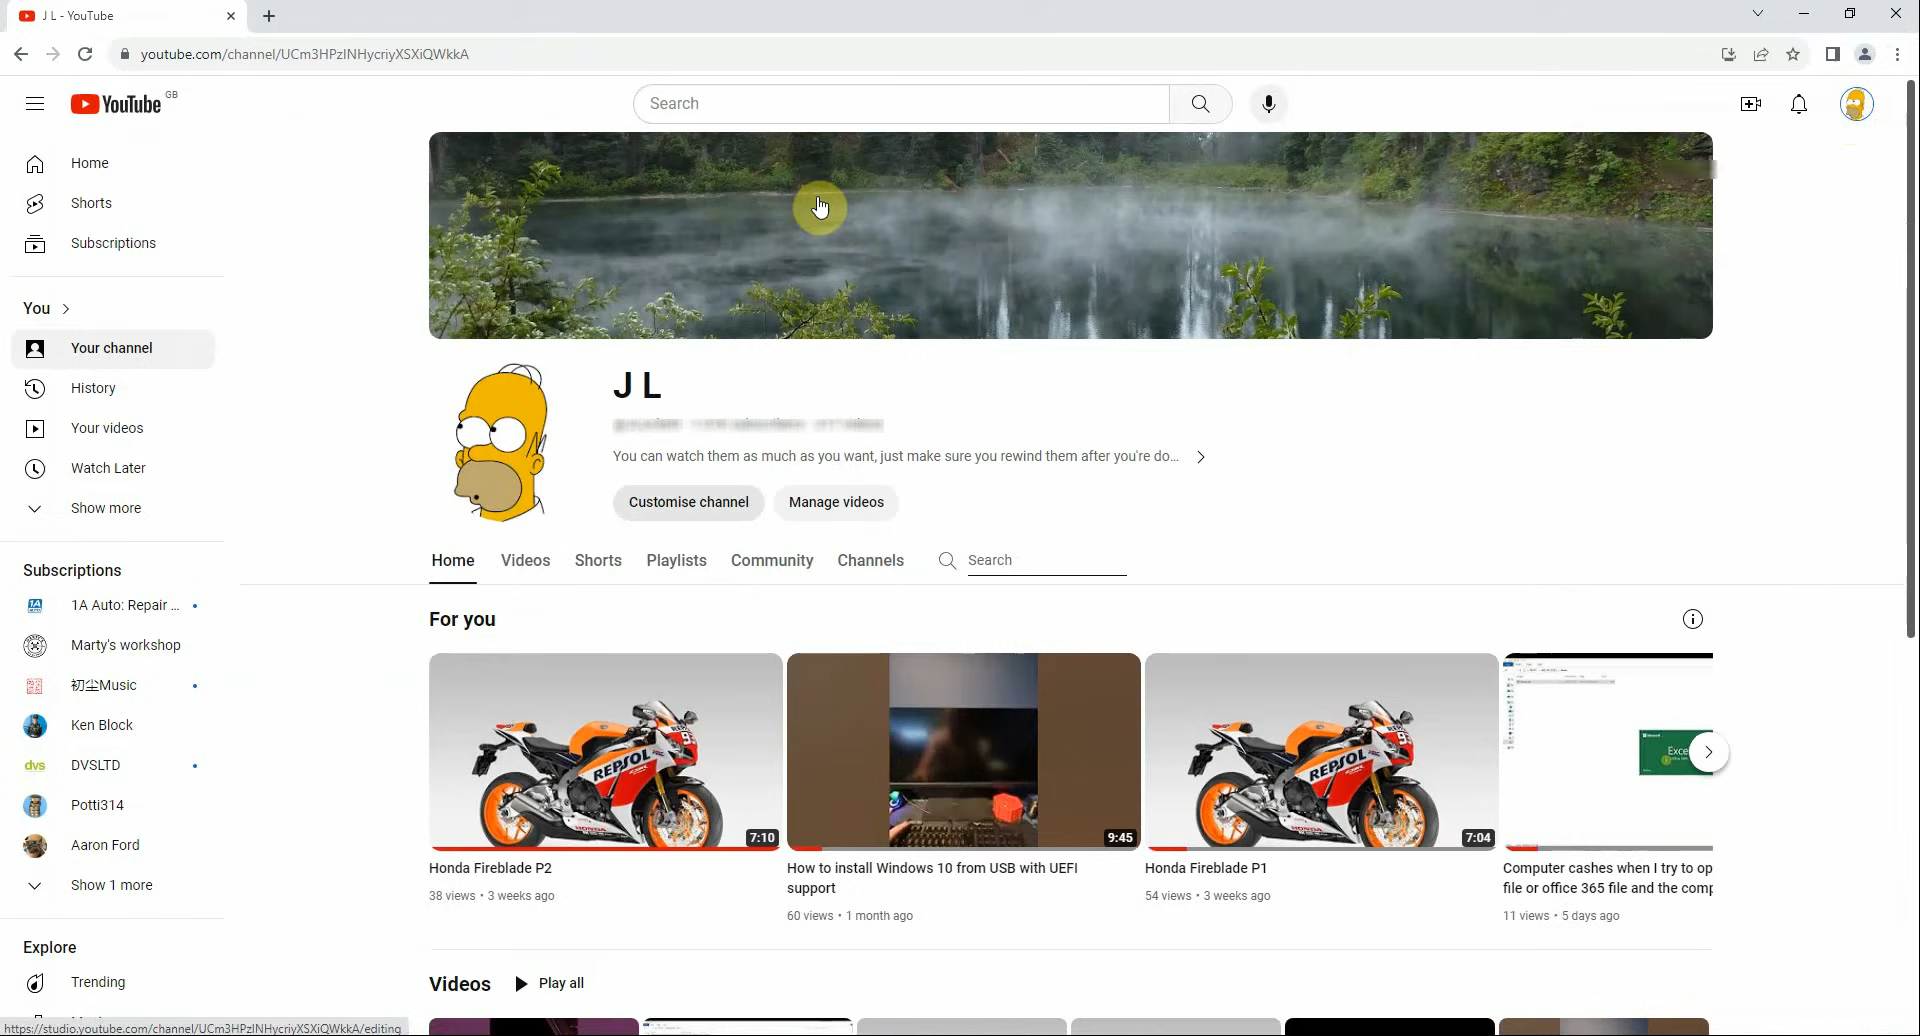 J L - YouTube
youtube.com/channel/UCm3HPzINHycriyXSXiQWkkA
YouTube GB
Search
Home
Shorts
Subscriptions
You
Your channel
History
Your videos
Watch Later
Show more
Subscriptions
1A Auto: Repair ...
Marty's workshop
初尘Music
Ken Block
dvs DVSLTD
Potti314
Aaron Ford
Show 1 more
Explore
Trending
J L
You can watch them as much as you want, just make sure you rewind them after you're do...
Customise channel Manage videos
Home Videos Shorts Playlists Community Channels Search
For you
REPSOL
HONDA
7:10
Honda Fireblade P2
38 views • 3 weeks ago
9:45
How to install Windows 10 from USB with UEFI
support
60 views • 1 month ago
REPSOL
HONDA
7:04
Honda Fireblade P1
54 views • 3 weeks ago
Exce
Computer cashes when I try to op
file or office 365 file and the comp
11 views • 5 days ago
Videos Play all
https://studio.youtube.com/channel/UCm3HPzINHycriyXSXiQWkkA/editing